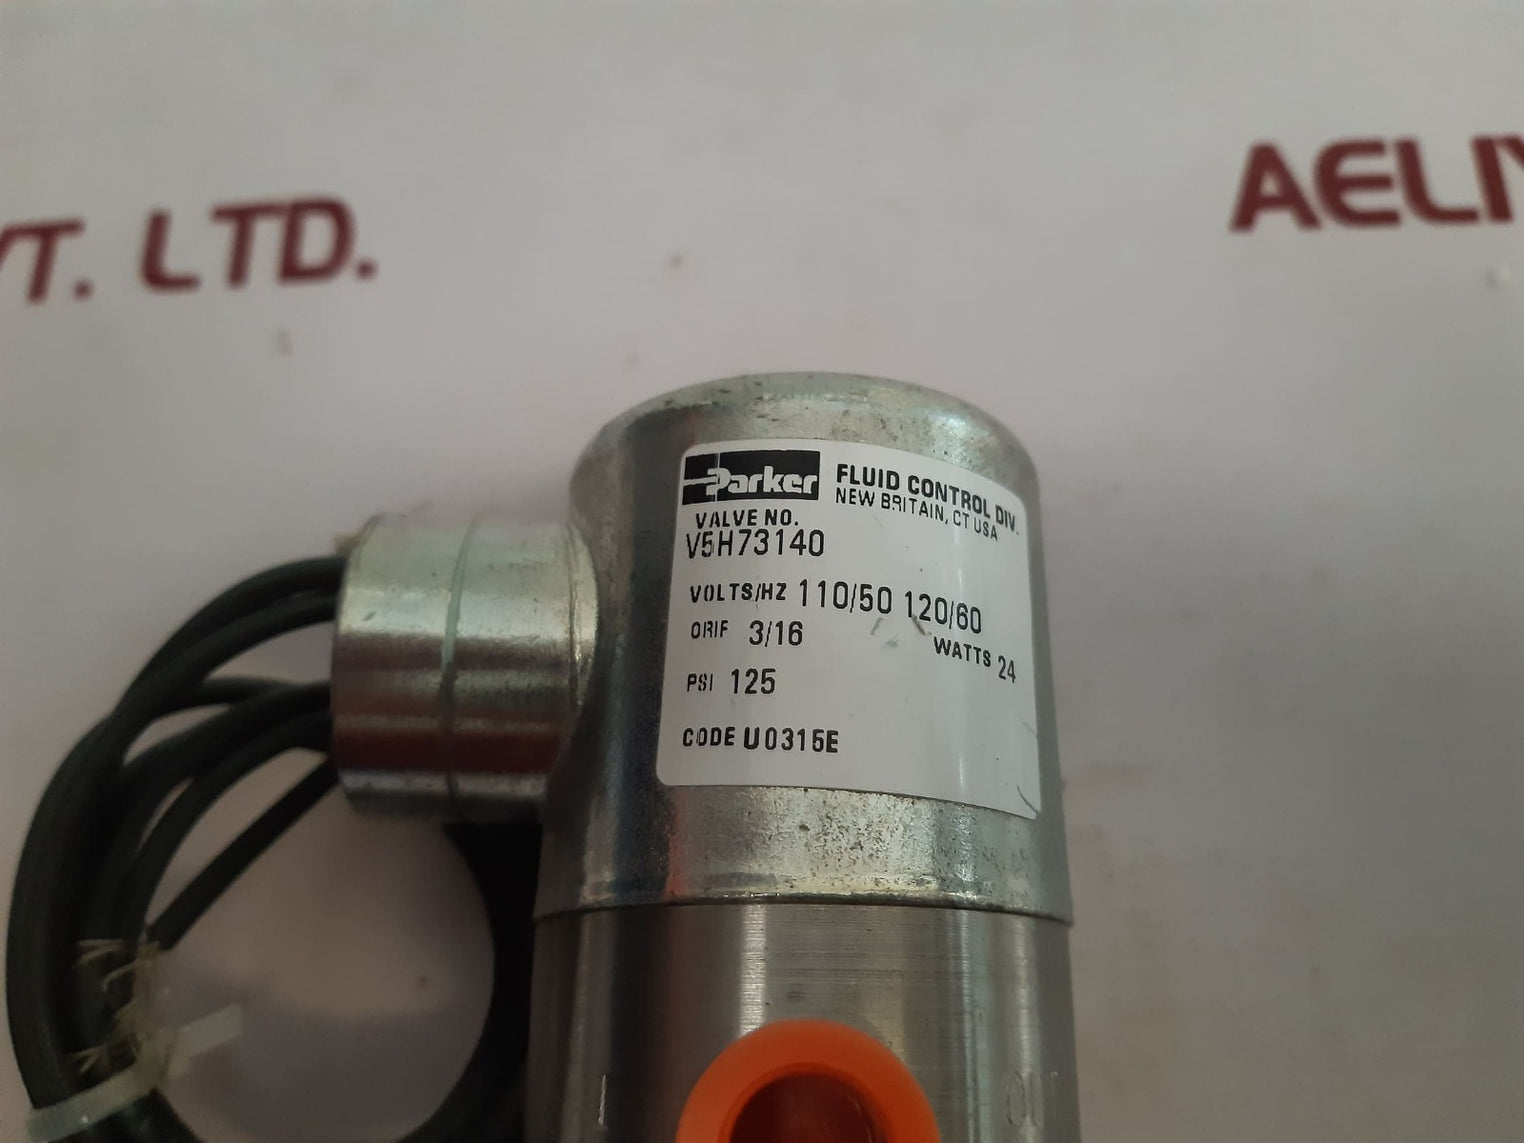 VT. LTD.
AELIY
Parker
FLUID CONTROL DIV.
NEW BRITAIN, CT USA
VALVE NO.
V5H73140
VOLTS/HZ 110/50 120/60
ORIF 3/16
WATTS 24
PSI 125
CODE U0315E